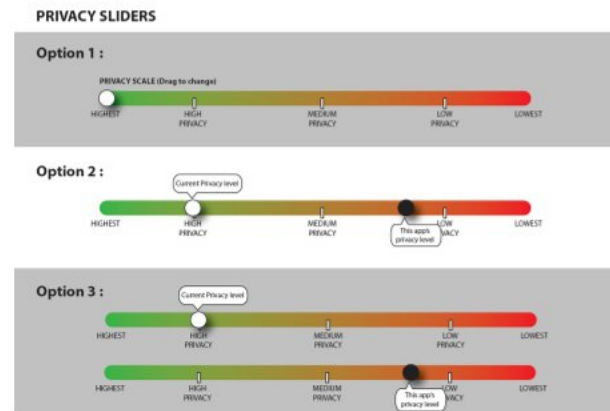 PRIVACY SLIDERS
Option 1 :
PRIVACY SCALE (Drag to change)
HIGHEST
HIGH
PRIVACY
MEDIUM
PRIVACY
LOW
PRIVACY
LOWEST
Option 2 :
Current Privacy level
HIGHEST
HIGH
PRIVACY
MEDIUM
PRIVACY
This app's
privacy level
LOW
VACY
LOWEST
Option 3 :
Current Privacy level
HIGHEST
HIGH
PRIVACY
MEDIUM
PRIVACY
LOW
PRIVACY
LOWEST
HIGHEST
HIGH
PRIVACY
MEDIUM
PRIVACY
This app's
privacy level
LOW
VACY
LOWEST